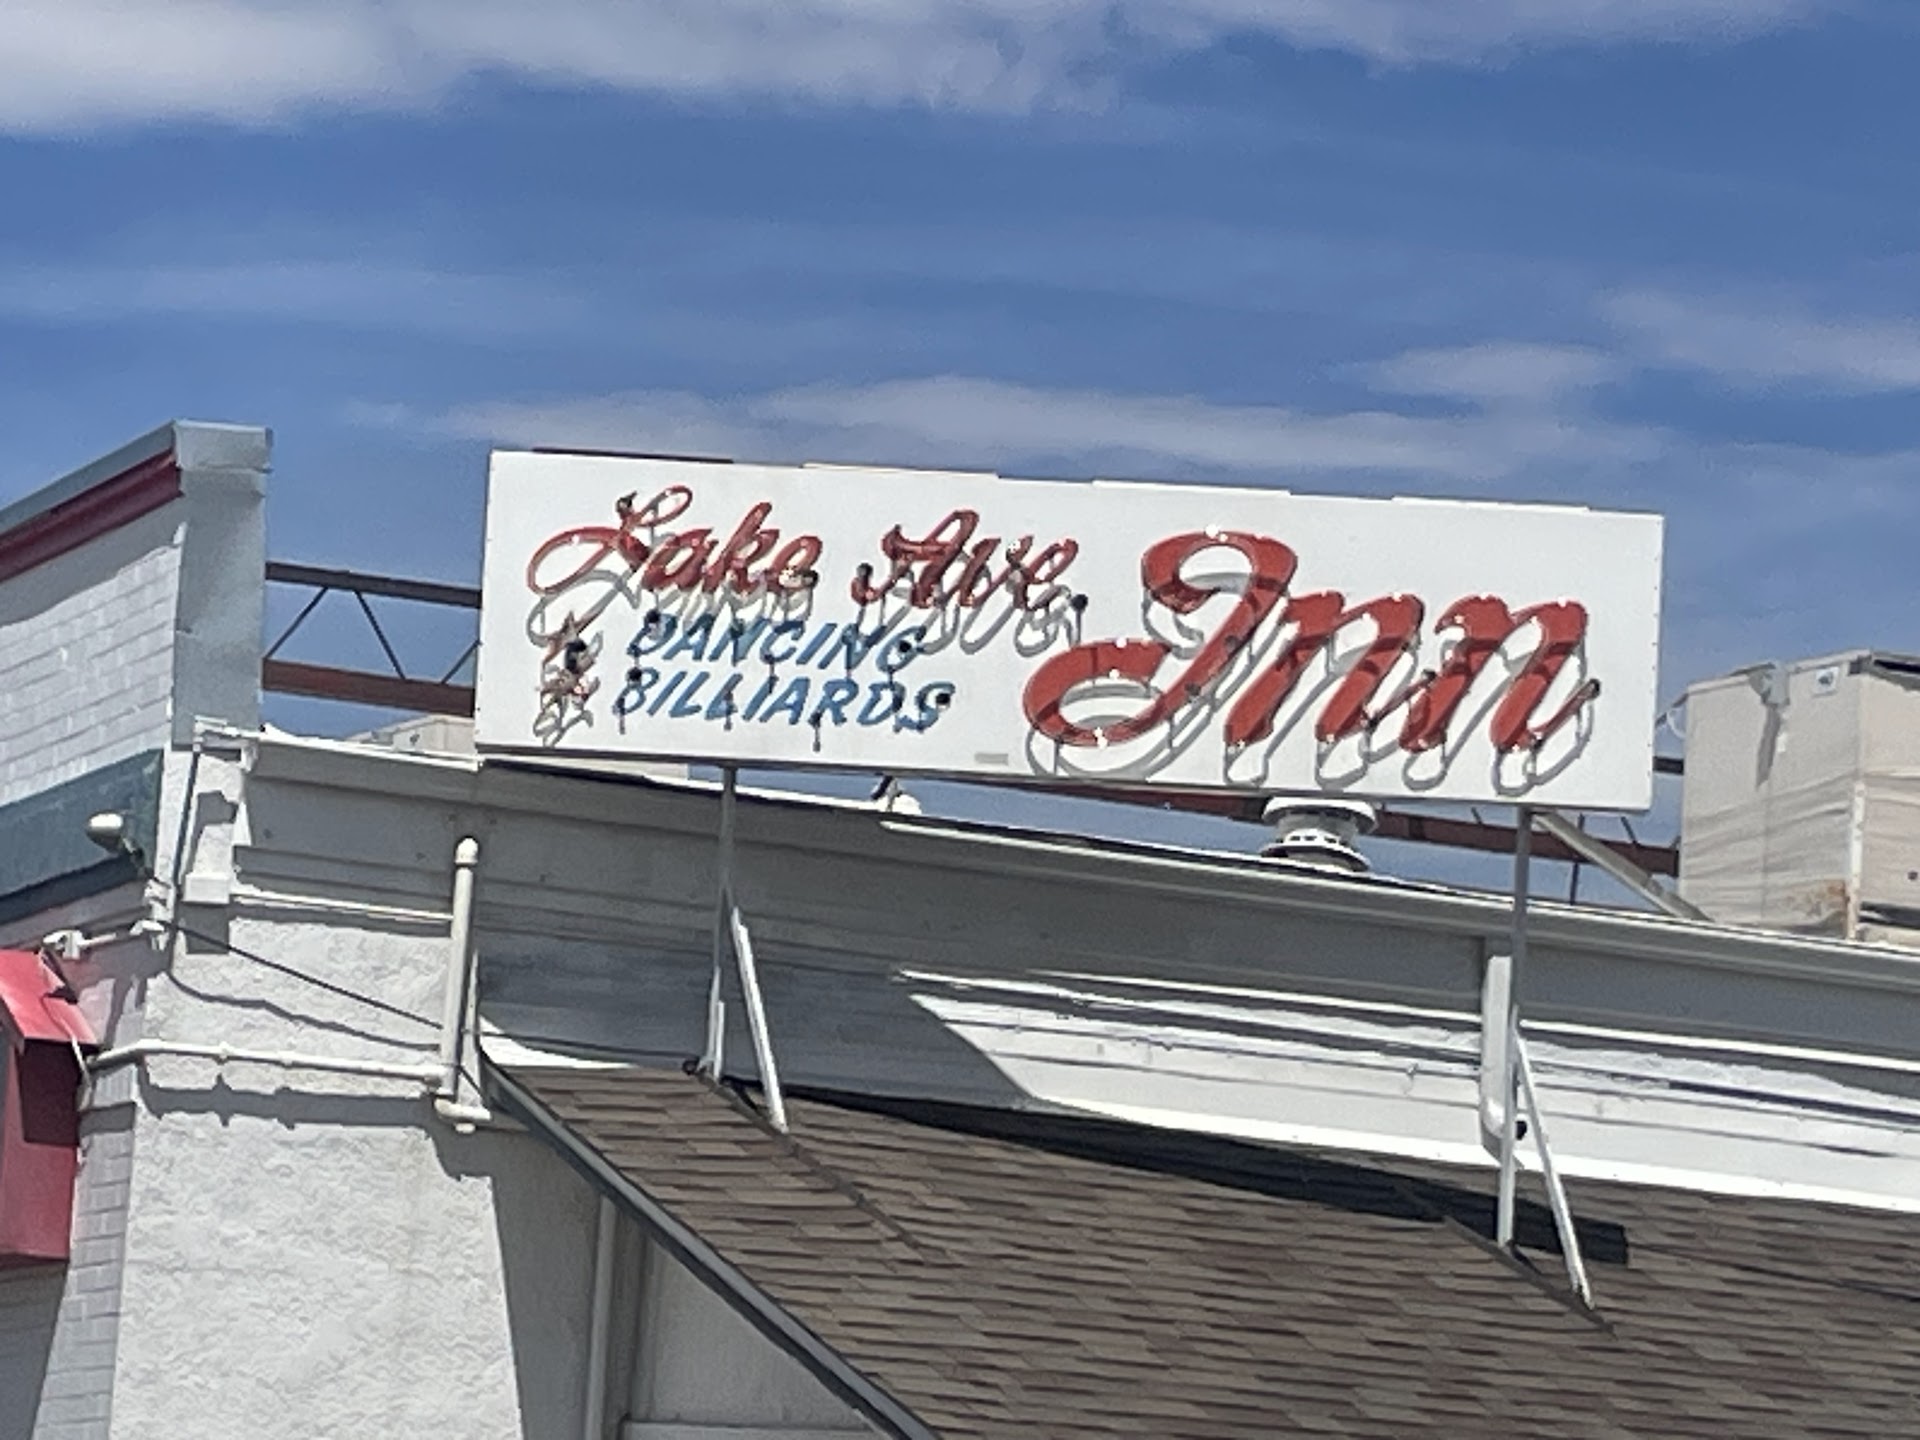 Lake Ave. Inn
DANCING
BILLIARDS